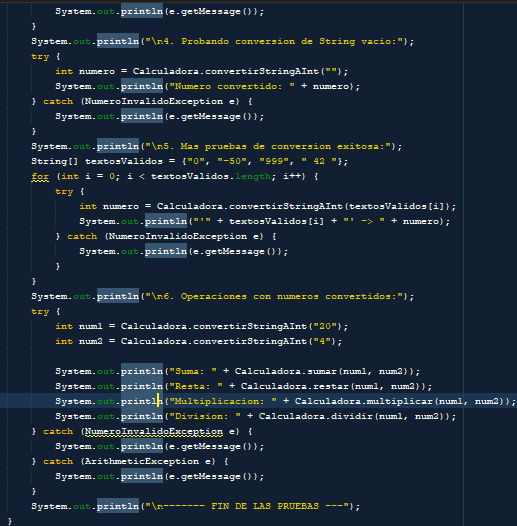 System.out.println(e.getMessage());
}
System.out.println("\n4. Probando conversion de String vacio:");
try {
int numero = Calculadora.convertirStringAInt("");
System.out.println("Numero convertido: " + numero);
} catch (NumeroInvalidoException e) {
System.out.println(e.getMessage());
}
System.out.println("\n5. Mas pruebas de conversion exitosa:");
String[] textosValidos = {"0", "-50", "999", " 42 "};
for (int i = 0; i < textosValidos.length; i++) {
try {
int numero = Calculadora.convertirStringAInt(textosValidos[i]);
System.out.println("'" + textosValidos[i] + "' -> " + numero);
} catch (NumeroInvalidoException e) {
System.out.println(e.getMessage());
}
}
System.out.println("\n6. Operaciones con numeros convertidos:");
try {
int num1 = Calculadora.convertirStringAInt("20");
int num2 = Calculadora.convertirStringAInt("4");
System.out.println("Suma: " + Calculadora.sumar(num1, num2));
System.out.println("Resta: " + Calculadora.restar(num1, num2));
System.out.println("Multiplicacion: " + Calculadora.multiplicar(num1, num2));
System.out.println("Division: " + Calculadora.dividir(num1, num2));
} catch (NumeroInvalidoException e) {
System.out.println(e.getMessage());
} catch (ArithmeticException e) {
System.out.println(e.getMessage());
}
System.out.println("\n------- FIN DE LAS PRUEBAS ---");
}